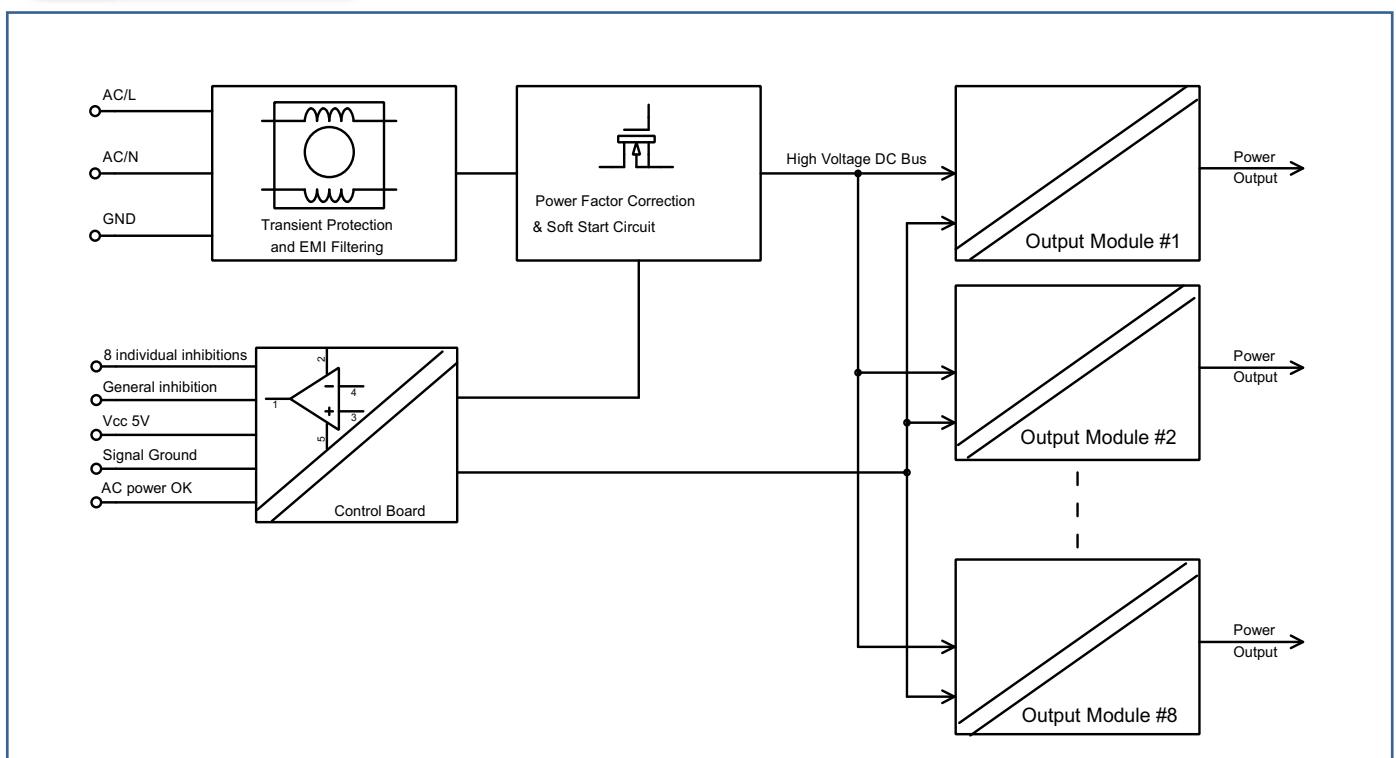 AC/L
AC/N
GND
Transient Protection
and EMI Filtering
Power Factor Correction
& Soft Start Circuit
High Voltage DC Bus
Output Module #1
Power
Output
8 individual inhibitions
General inhibition
Vcc 5V
Signal Ground
AC power OK
2
4
1
3
5
Control Board
Output Module #2
Power
Output
Output Module #8
Power
Output